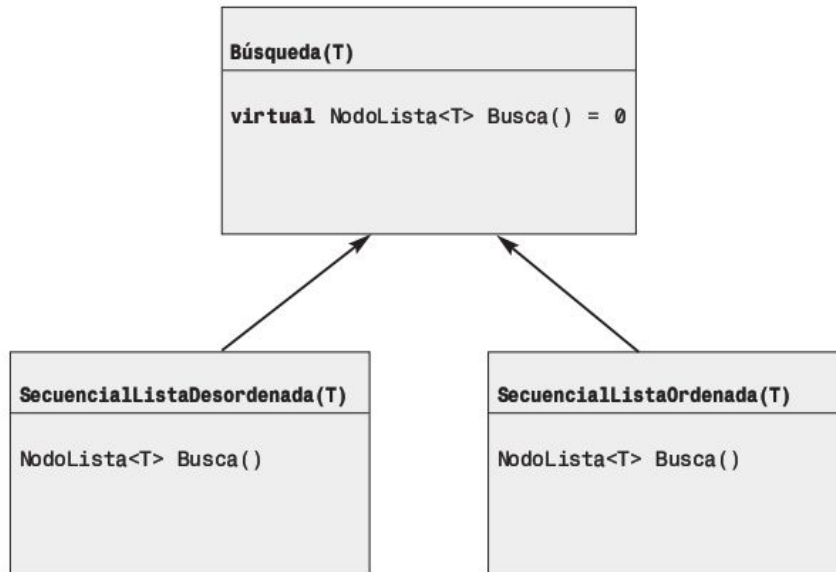 Búsqueda(T)
virtual NodoLista<T> Busca() = 0
SecuencialListaDesordenada(T)
NodoLista<T> Busca()
SecuencialListaOrdenada(T)
NodoLista<T> Busca()